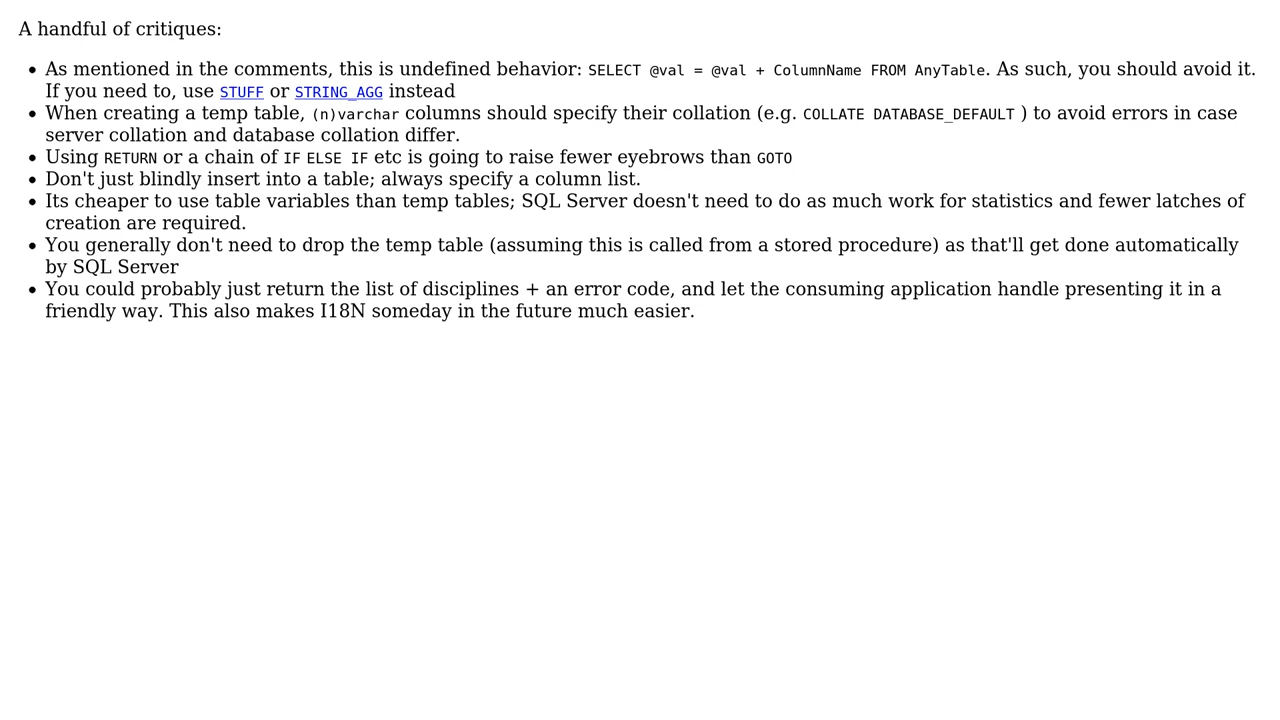 A handful of critiques:
• As mentioned in the comments, this is undefined behavior: SELECT @val = @val + ColumnName FROM AnyTable. As such, you should avoid it.
If you need to, use STUFF or STRING_AGG instead
• When creating a temp table, (n)varchar columns should specify their collation (e.g. COLLATE DATABASE_DEFAULT ) to avoid errors in case
server collation and database collation differ.
• Using RETURN or a chain of IF ELSE IF etc is going to raise fewer eyebrows than GOTO
• Don't just blindly insert into a table; always specify a column list.
• Its cheaper to use table variables than temp tables; SQL Server doesn't need to do as much work for statistics and fewer latches of
creation are required.
• You generally don't need to drop the temp table (assuming this is called from a stored procedure) as that'll get done automatically
by SQL Server
• You could probably just return the list of disciplines + an error code, and let the consuming application handle presenting it in a
friendly way. This also makes I18N someday in the future much easier.